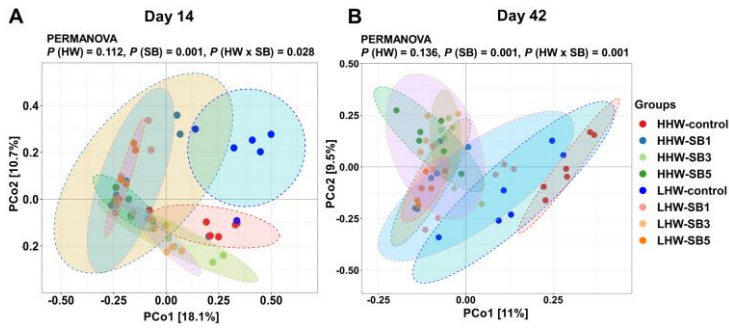 A
Day 14
PERMANOVA
P (HW) = 0.112, P (SB) = 0.001, P (HW x SB) = 0.028
PCo2 [10.7%]
0.4
0.2
0.0
0.2
-0.50
-0.25
0.00
0.25
0.50
PCo1 [18.1%]
B
Day 42
PERMANOVA
P (HW) = 0.136, P (SB) = 0.001, P (HW x SB) = 0.001
PCo2 [9.5%]
0.50
0.25
0.00
-0.25
-0.50
-0.25
0.00
0.25
0.50
PCo1 [11%]
Groups
HHW-control
HHW-SB1
HHW-SB3
HHW-SB5
LHW-control
LHW-SB1
LHW-SB3
LHW-SB5